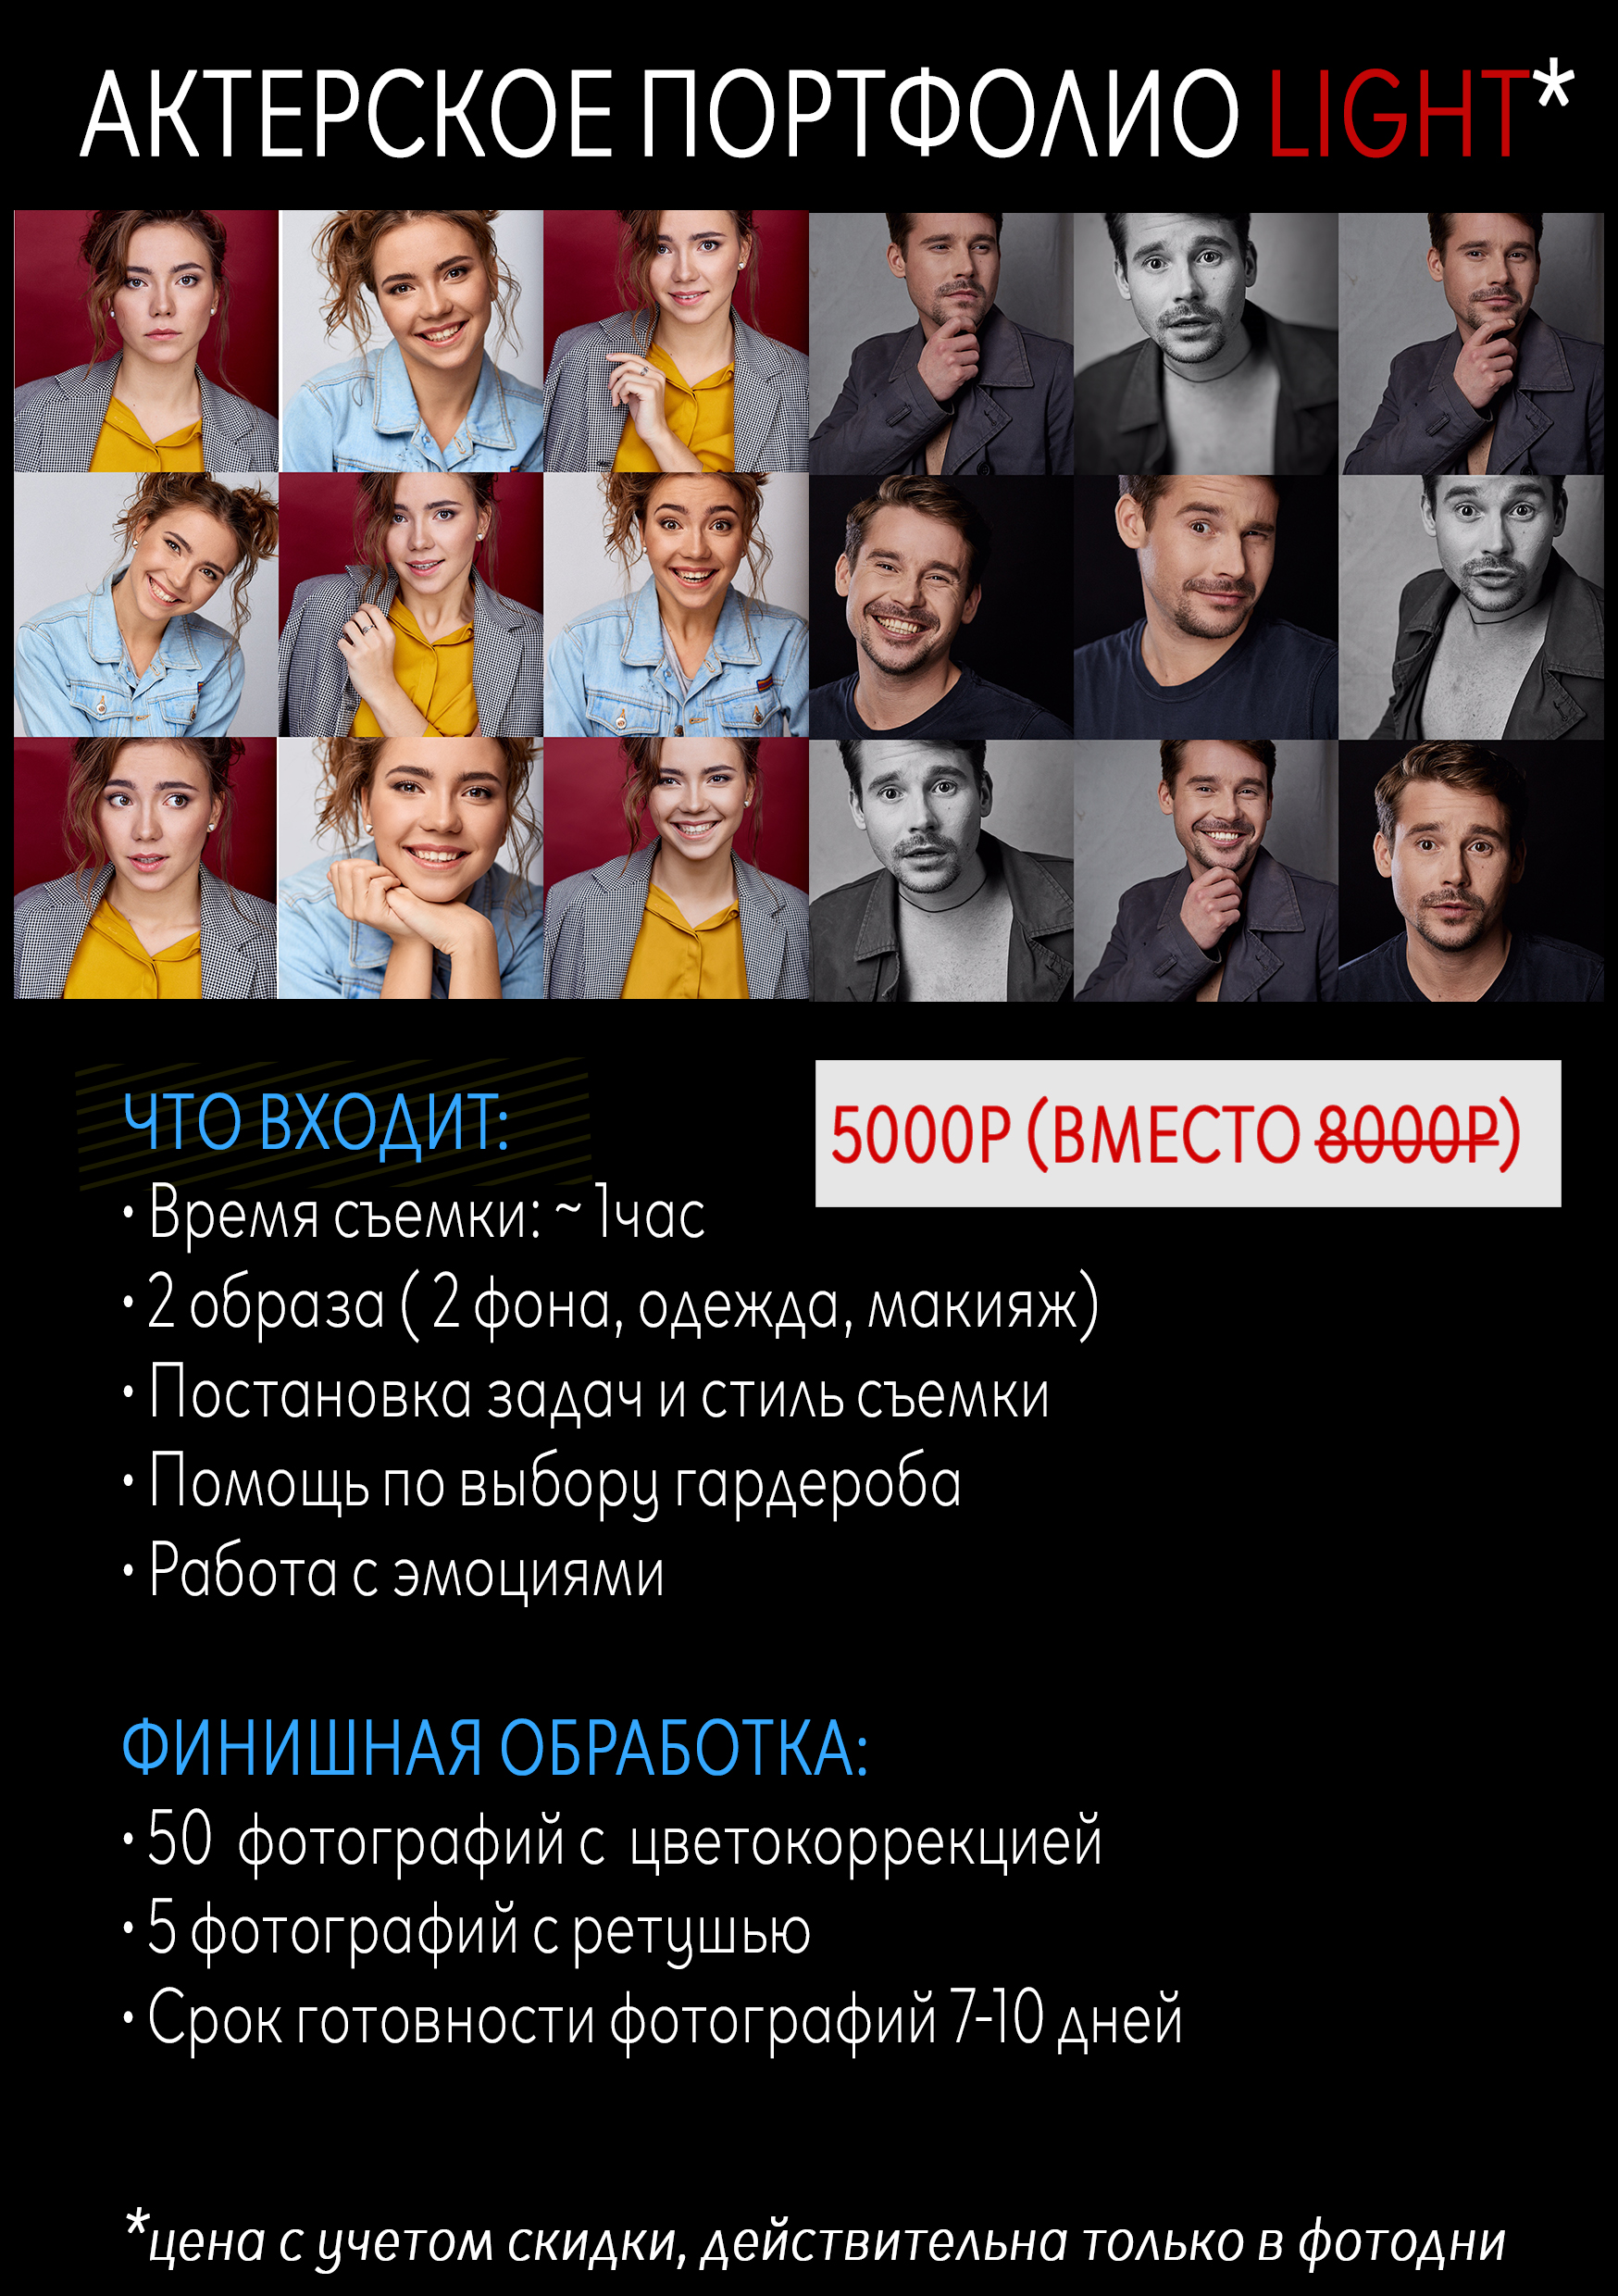 АКТЕРСКОЕ ПОРТФОЛИО LIGHT*
ЧТО ВХОДИТ:
5000Р (ВМЕСТО 8000Р)
• Время съемки: ~ 1час
• 2 образа ( 2 фона, одежда, макияж)
• Постановка задач и стиль съемки
• Помощь по выбору гардероба
• Работа с эмоциями
ФИНИШНАЯ ОБРАБОТКА:
• 50 фотографий с цветокоррекцией
• 5 фотографий с ретушью
• Срок готовности фотографий 7-10 дней
*цена с учетом скидки, действительна только в фотодни